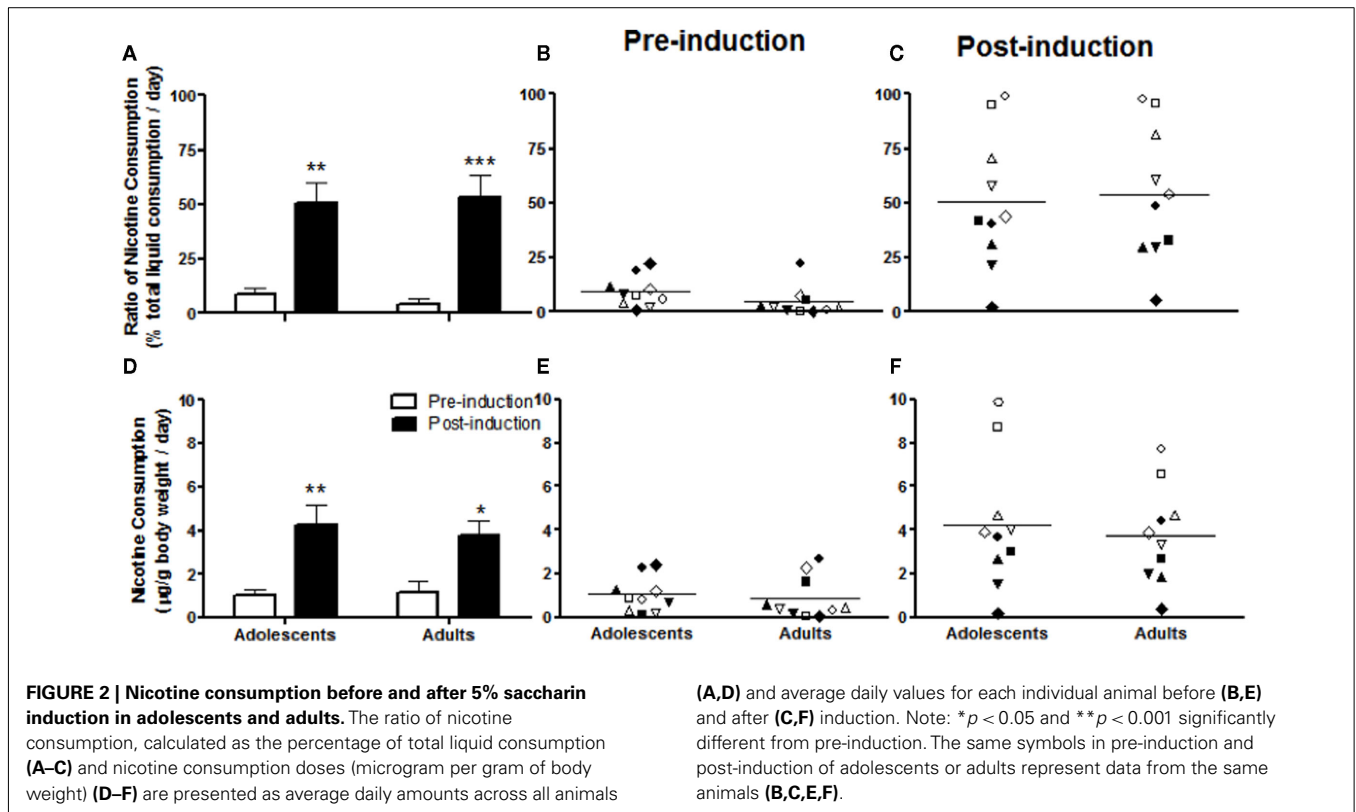 Pre-induction
Post-induction
A
B
C
Ratio of Nicotine Consumption
(% total liquid consumption / day)
100
75
50
25
0
**
***
100
75
50
25
0
100
75
50
25
0
D
E
F
Nicotine Consumption
(µg/g body weight / day)
10
8
6
4
2
0
Pre-induction
Post-induction
**
*
Adolescents
Adults
10
8
6
4
2
0
Adolescents
Adults
10
8
6
4
2
0
Adolescents
Adults
FIGURE 2 | Nicotine consumption before and after 5% saccharin
induction in adolescents and adults. The ratio of nicotine
consumption, calculated as the percentage of total liquid consumption
(A–C) and nicotine consumption doses (microgram per gram of body
weight) (D–F) are presented as average daily amounts across all animals
(A,D) and average daily values for each individual animal before (B,E)
and after (C,F) induction. Note: *p < 0.05 and **p < 0.001 significantly
different from pre-induction. The same symbols in pre-induction and
post-induction of adolescents or adults represent data from the same
animals (B,C,E,F).